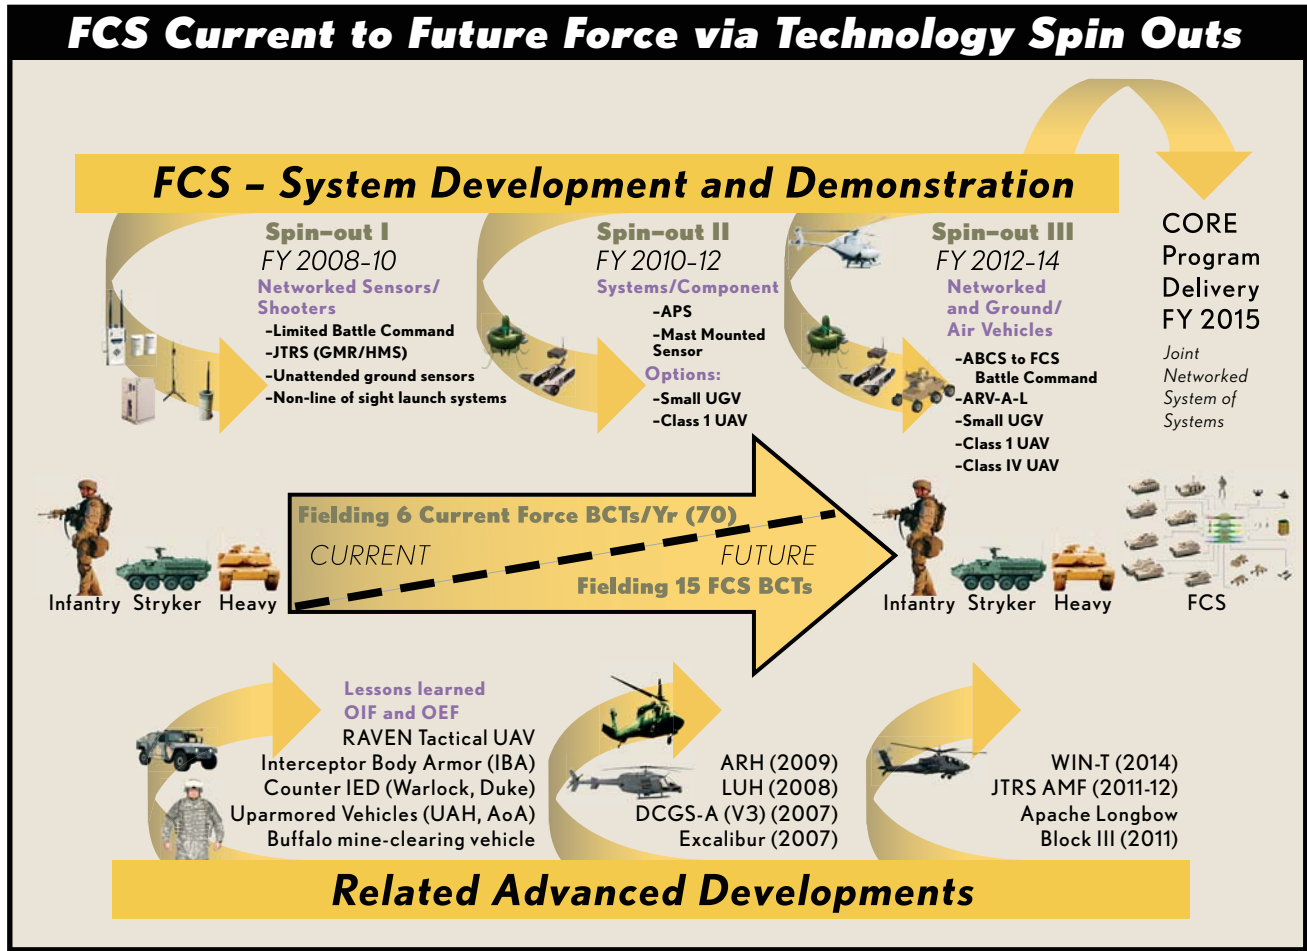 FCS Current to Future Force via Technology Spin Outs
FCS – System Development and Demonstration
Spin–out I
FY 2008–10
Networked Sensors/
Shooters
–Limited Battle Command
–JTRS (GMR/HMS)
–Unattended ground sensors
–Non-line of sight launch systems
Spin–out II
FY 2010–12
Systems/Component
–APS
–Mast Mounted
Sensor
Options:
–Small UGV
–Class 1 UAV
Spin–out III
FY 2012–14
Networked
and Ground/
Air Vehicles
–ABCS to FCS
Battle Command
–ARV-A-L
–Small UGV
–Class 1 UAV
–Class IV UAV
CORE
Program
Delivery
FY 2015
Joint
Networked
System of
Systems
Infantry Stryker Heavy
Fielding 6 Current Force BCTs/Yr (70)
CURRENT
FUTURE
Fielding 15 FCS BCTs
Infantry Stryker Heavy
FCS
Lessons learned
OIF and OEF
RAVEN Tactical UAV
Interceptor Body Armor (IBA)
Counter IED (Warlock, Duke)
Uparmored Vehicles (UAH, AoA)
Buffalo mine-clearing vehicle
ARH (2009)
LUH (2008)
DCGS-A (V3) (2007)
Excalibur (2007)
WIN-T (2014)
JTRS AMF (2011-12)
Apache Longbow
Block III (2011)
Related Advanced Developments